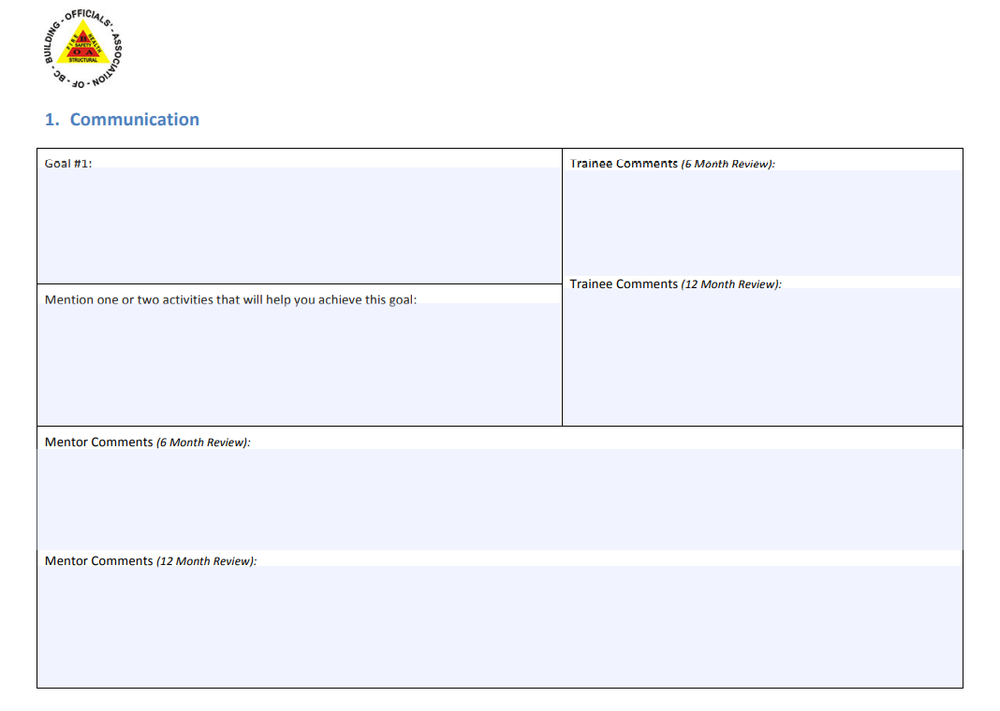 BUILDING - OFFICIALS' - ASSOCIATION - OF - BC -
FIRE
HEALTH
B
SAFETY
O A
STRUCTURAL
1. Communication
Goal #1:
Trainee Comments (6 Month Review):
Trainee Comments (12 Month Review):
Mention one or two activities that will help you achieve this goal:
Mentor Comments (6 Month Review):
Mentor Comments (12 Month Review):